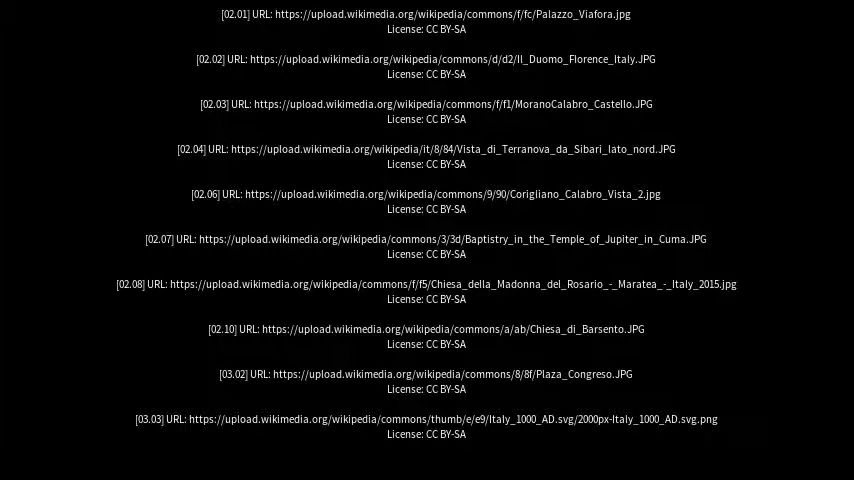 [02.01] URL: https://upload.wikimedia.org/wikipedia/commons/f/fc/Palazzo_Viafora.jpg
License: CC BY-SA
[02.02] URL: https://upload.wikimedia.org/wikipedia/commons/d/d2/Il_Duomo_Florence_Italy.JPG
License: CC BY-SA
[02.03] URL: https://upload.wikimedia.org/wikipedia/commons/f/f1/MoranoCalabro_Castello.JPG
License: CC BY-SA
[02.04] URL: https://upload.wikimedia.org/wikipedia/it/8/84/Vista_di_Terranova_da_Sibari_lato_nord.JPG
License: CC BY-SA
[02.06] URL: https://upload.wikimedia.org/wikipedia/commons/9/90/Corigliano_Calabro_Vista_2.jpg
License: CC BY-SA
[02.07] URL: https://upload.wikimedia.org/wikipedia/commons/3/3d/Baptistry_in_the_Temple_of_Jupiter_in_Cuma.JPG
License: CC BY-SA
[02.08] URL: https://upload.wikimedia.org/wikipedia/commons/f/f5/Chiesa_della_Madonna_del_Rosario_-_Maratea_-_Italy_2015.jpg
License: CC BY-SA
[02.10] URL: https://upload.wikimedia.org/wikipedia/commons/a/ab/Chiesa_di_Barsento.JPG
License: CC BY-SA
[03.02] URL: https://upload.wikimedia.org/wikipedia/commons/8/8f/Plaza_Congreso.JPG
License: CC BY-SA
[03.03] URL: https://upload.wikimedia.org/wikipedia/commons/thumb/e/e9/Italy_1000_AD.svg/2000px-Italy_1000_AD.svg.png
License: CC BY-SA